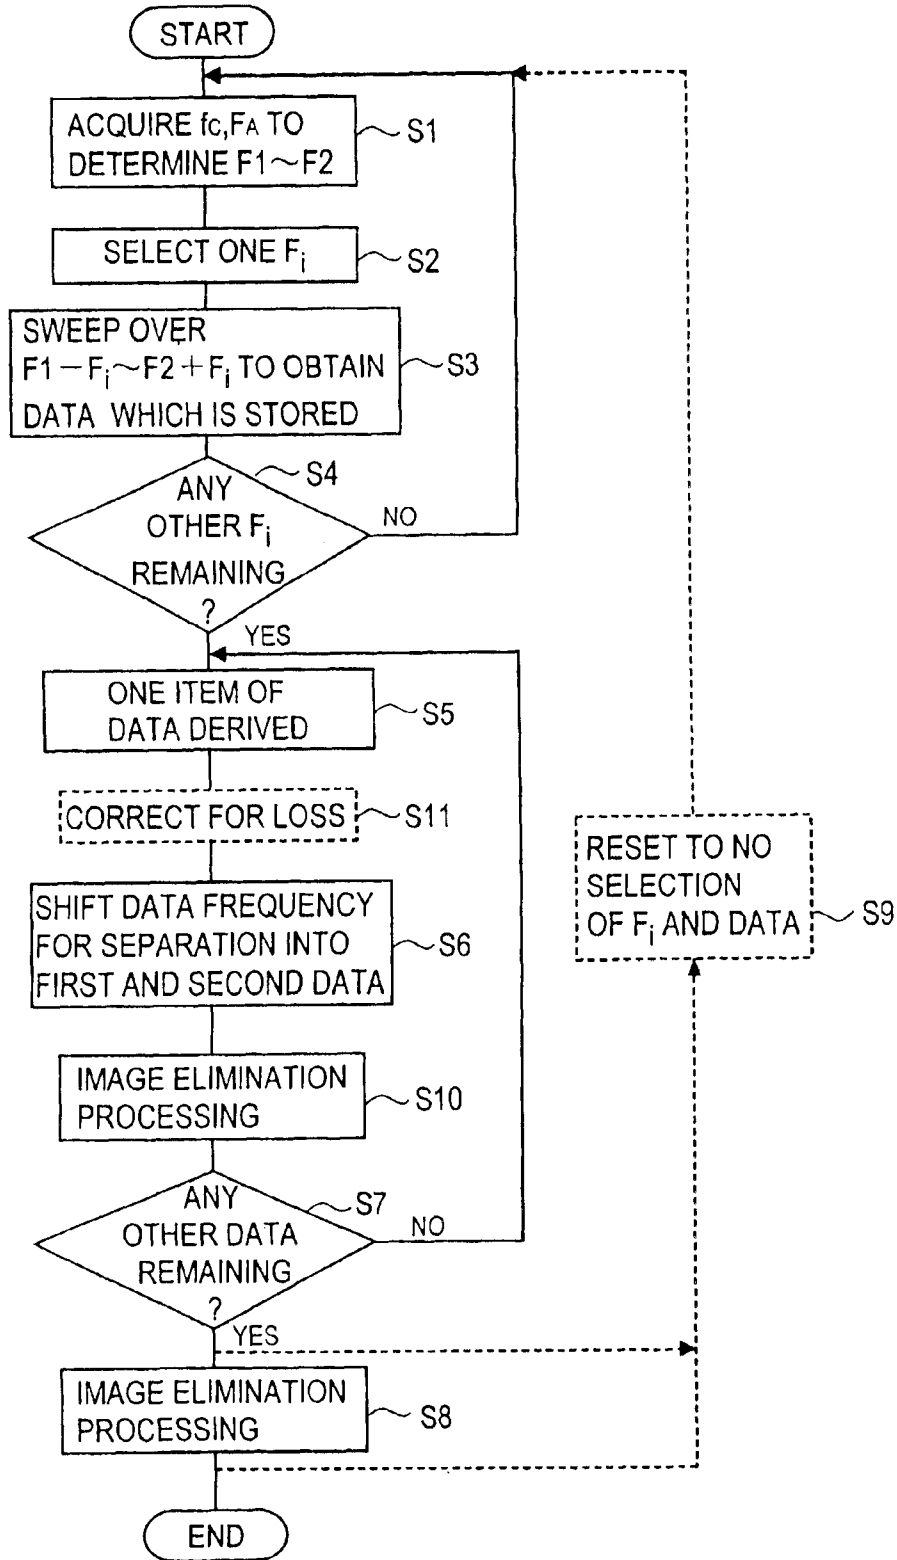 START
ACQUIRE fc,FA TO
DETERMINE F1~F2
S1
SELECT ONE Fi
S2
SWEEP OVER
F1-Fi~F2+Fi TO OBTAIN
DATA WHICH IS STORED
S3
S4
ANY
OTHER Fi
REMAINING
?
NO
YES
ONE ITEM OF
DATA DERIVED
S5
CORRECT FOR LOSS
S11
RESET TO NO
SELECTION
OF Fi AND DATA
S9
SHIFT DATA FREQUENCY
FOR SEPARATION INTO
FIRST AND SECOND DATA
S6
IMAGE ELIMINATION
PROCESSING
S10
S7
ANY
OTHER DATA
REMAINING
?
NO
YES
IMAGE ELIMINATION
PROCESSING
S8
END